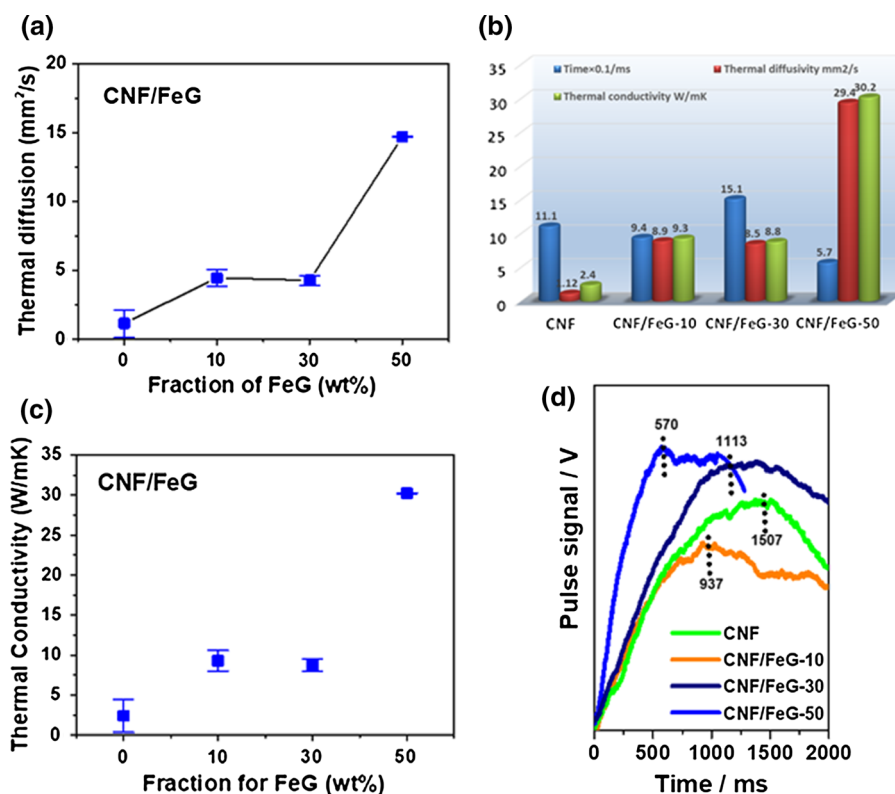 (a)
20
15
10
5
0
CNF/FeG
Thermal diffusion (mm²/s)
0 10 30 50
Fraction of FeG (wt%)
(b)
35
30
25
20
15
10
5
0
Time×0.1/ms Thermal diffusivity mm2/s
Thermal conductivity W/mK
11.1 1.12 2.4
9.4 8.9 9.3
15.1 8.5 8.8
5.7 29.4 30.2
CNF CNF/FeG-10 CNF/FeG-30 CNF/FeG-50
(c)
35
30
25
20
15
10
5
0
CNF/FeG
Thermal Conductivity (W/mK)
0 10 30 50
Fraction for FeG (wt%)
(d)
570
1113
1507
937
Pulse signal / V
CNF
CNF/FeG-10
CNF/FeG-30
CNF/FeG-50
0 500 1000 1500 2000
Time / ms